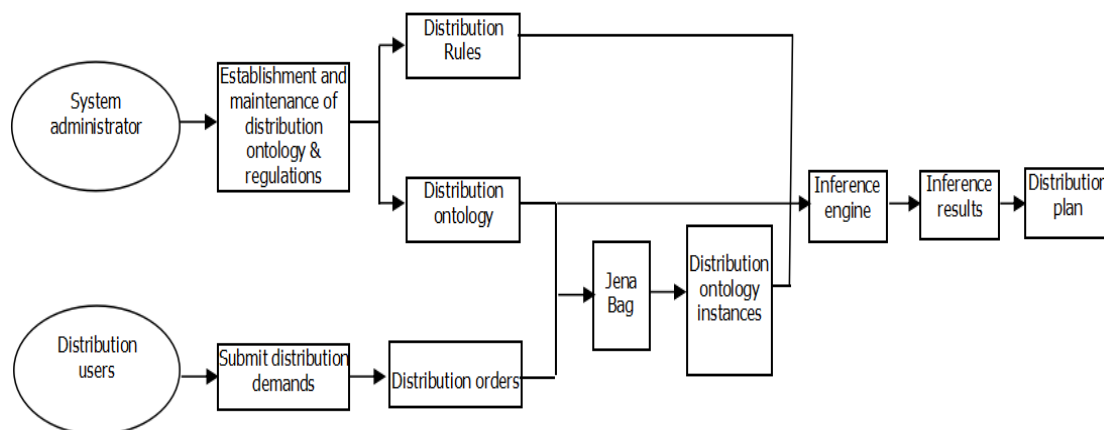 System
administrator
Establishment and
maintenance of
distribution
ontology &
regulations
Distribution
Rules
Distribution
ontology
Inference
engine
Inference
results
Distribution
plan
Jena
Bag
Distribution
ontology
instances
Distribution
users
Submit distribution
demands
Distribution orders